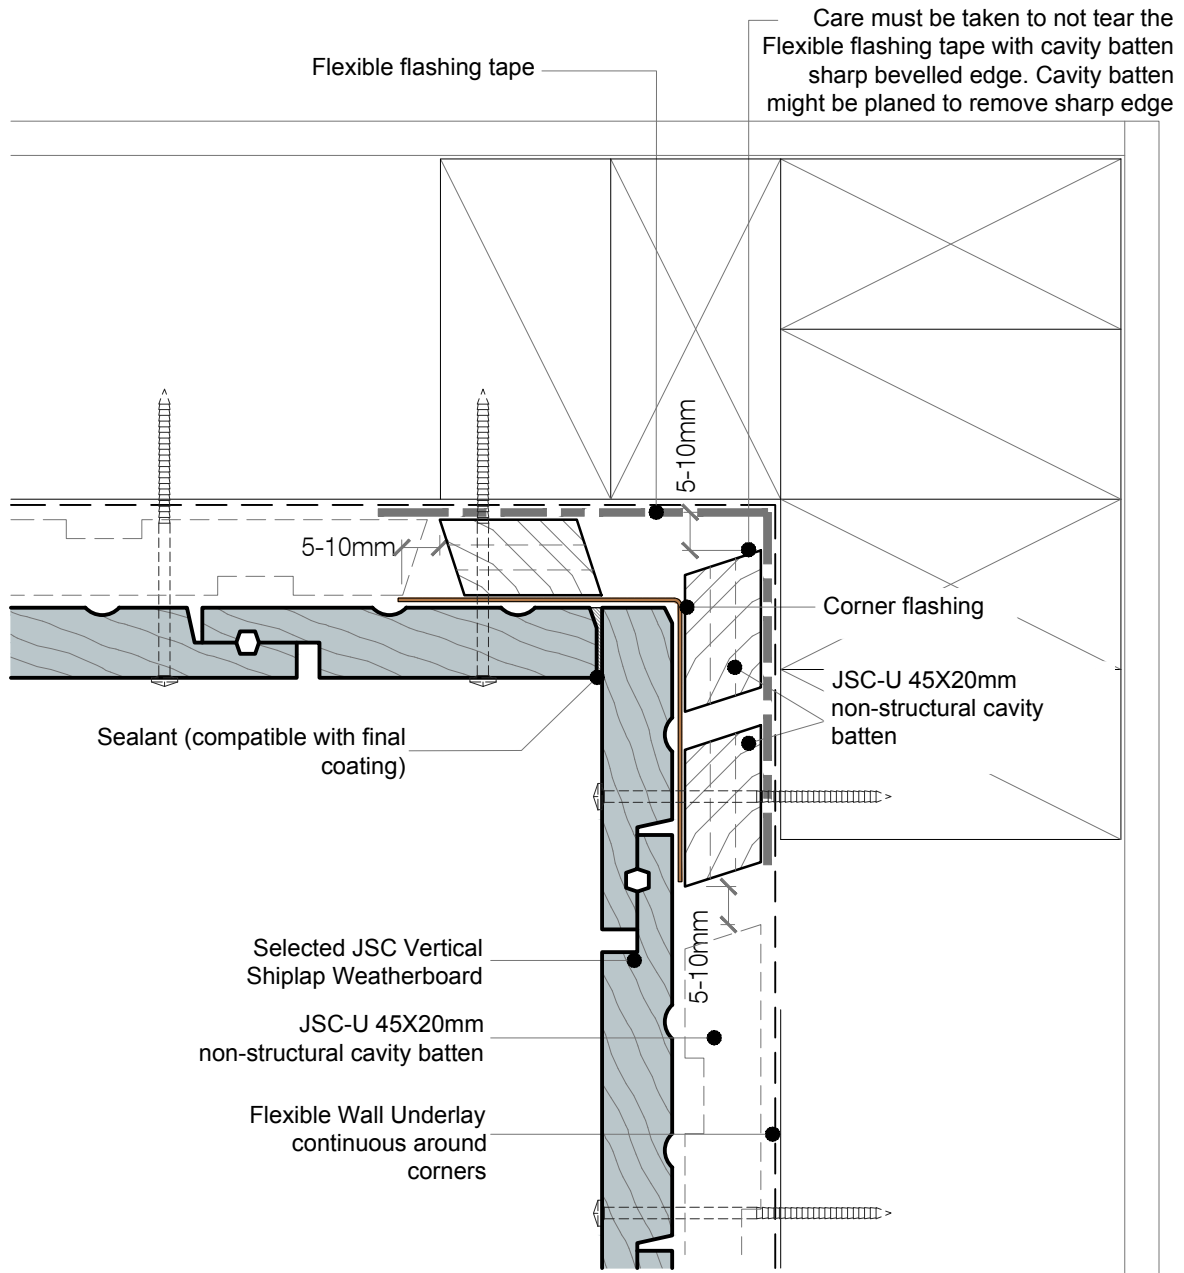 Care must be taken to not tear the
Flexible flashing tape with cavity batten
sharp bevelled edge. Cavity batten
might be planed to remove sharp edge
Flexible flashing tape
5-10mm
5-10mm
Corner flashing
JSC-U 45X20mm
non-structural cavity
batten
Sealant (compatible with final
coating)
5-10mm
Selected JSC Vertical
Shiplap Weatherboard
JSC-U 45X20mm
non-structural cavity batten
Flexible Wall Underlay
continuous around
corners